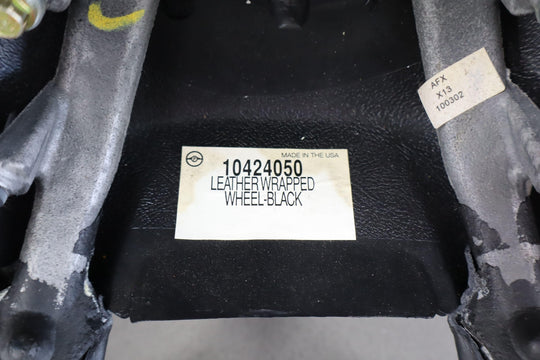 AFX
X13
100302
MADE IN THE USA
10424050
LEATHER WRAPPED
WHEEL-BLACK